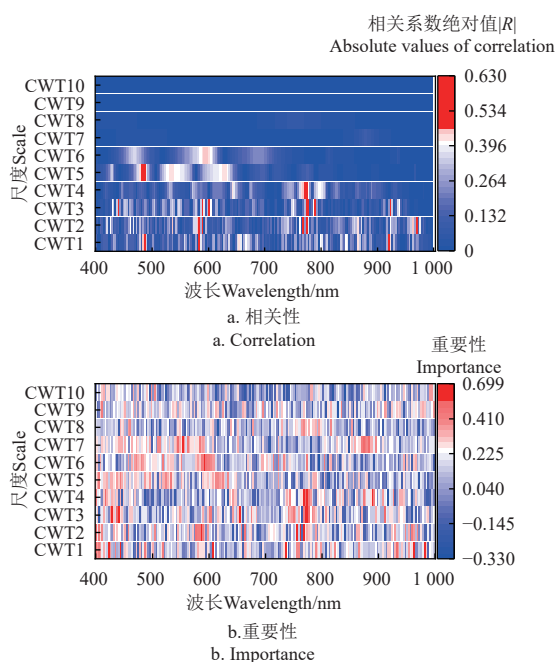 相关系数绝对值|R|
Absolute values of correlation
0.630
0.534
0.396
0.264
0.132
0
尺度Scale
CWT10
CWT9
CWT8
CWT7
CWT6
CWT5
CWT4
CWT3
CWT2
CWT1
400 500 600 700 800 900 1 000
波长Wavelength/nm
a. 相关性
a. Correlation
重要性
Importance
0.699
0.410
0.225
0.040
−0.145
−0.330
尺度Scale
CWT10
CWT9
CWT8
CWT7
CWT6
CWT5
CWT4
CWT3
CWT2
CWT1
400 500 600 700 800 900 1 000
波长Wavelength/nm
b.重要性
b. Importance